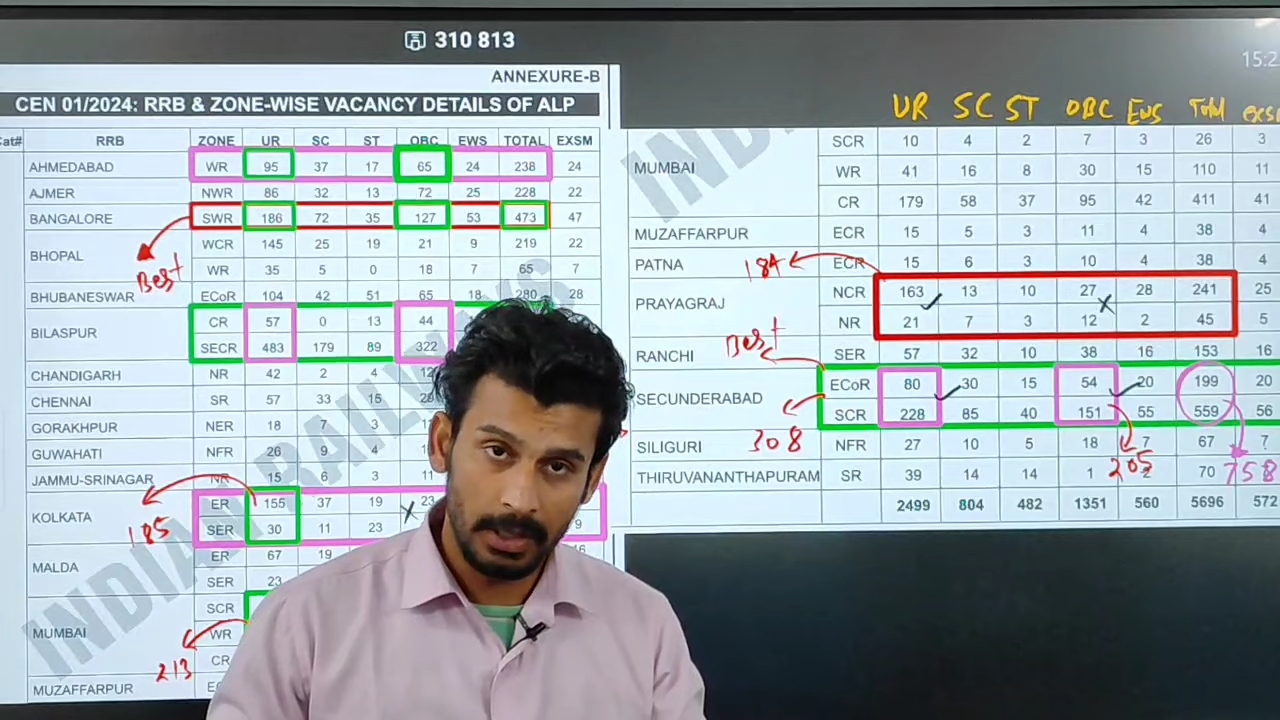 310 813
15:2
ANNEXURE-B
CEN 01/2024: RRB & ZONE-WISE VACANCY DETAILS OF ALP
Cat# RRB ZONE UR SC ST OBC EWS TOTAL EXSM
AHMEDABAD WR 95 37 17 65 24 238 24
AJMER NWR 86 32 13 72 25 228 22
BANGALORE SWR 186 72 35 127 53 473 47
Best
BHOPAL WCR 145 25 19 21 9 219 22
WR 35 5 0 18 7 65 7
BHUBANESWAR ECoR 104 42 51 65 18 280 28
BILASPUR CR 57 0 13 44
SECR 483 179 89 322
CHANDIGARH NR 42 2 4
CHENNAI SR 57 33 15
GORAKHPUR NER 18 7 3
GUWAHATI NFR 26 9 4
JAMMU-SRINAGAR NR 15 6 3 11
KOLKATA ER 155 37 19 23
SER 30 11 23 9
185
MALDA ER 67 19
SER 23
MUMBAI SCR
WR
CR
213
MUZAFFARPUR
UR SC ST OBC EWS Total EXSM
MUMBAI SCR 10 4 2 7 3 26 3
WR 41 16 8 30 15 110 11
CR 179 58 37 95 42 411 41
MUZAFFARPUR ECR 15 5 3 11 4 38 4
PATNA ECR 15 6 3 10 4 38 4
184
PRAYAGRAJ NCR 163 13 10 27 28 241 25
NR 21 7 3 12 2 45 5
Best
RANCHI SER 57 32 10 38 16 153 16
SECUNDERABAD ECoR 80 30 15 54 20 199 20
SCR 228 85 40 151 55 559 56
308
205
758
SILIGURI NFR 27 10 5 18 7 67 7
THIRUVANANTHAPURAM SR 39 14 14 1 2 70
2499 804 482 1351 560 5696 572
INDIAN RAILWAYS